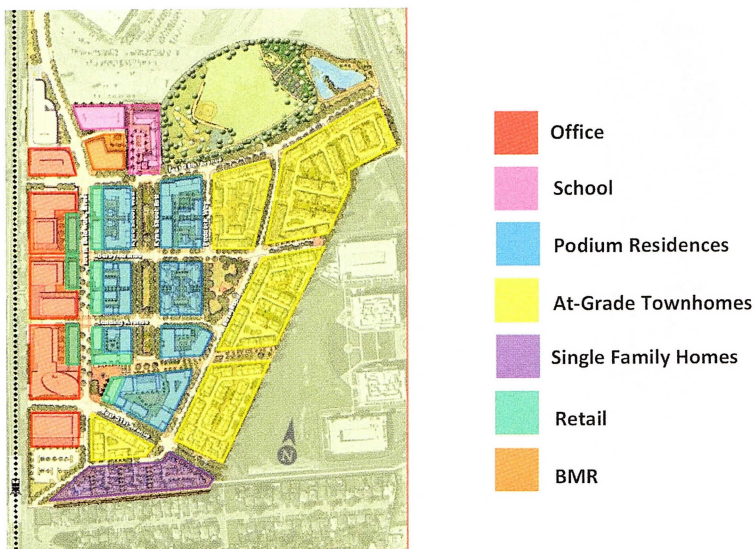 Office
School
Podium Residences
At-Grade Townhomes
Single Family Homes
Retail
BMR
N